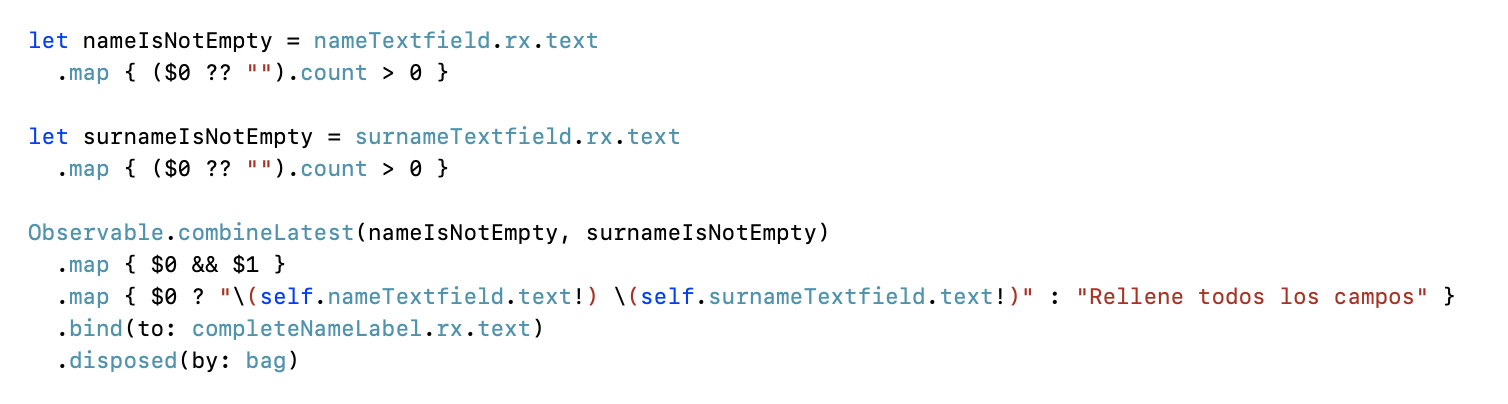 let nameIsNotEmpty = nameTextfield.rx.text
  .map { ($0 ?? "").count > 0 }

let surnameIsNotEmpty = surnameTextfield.rx.text
  .map { ($0 ?? "").count > 0 }

Observable.combineLatest(nameIsNotEmpty, surnameIsNotEmpty)
  .map { $0 && $1 }
  .map { $0 ? "\(self.nameTextfield.text!) \(self.surnameTextfield.text!)" : "Rellene todos los campos" }
  .bind(to: completeNameLabel.rx.text)
  .disposed(by: bag)